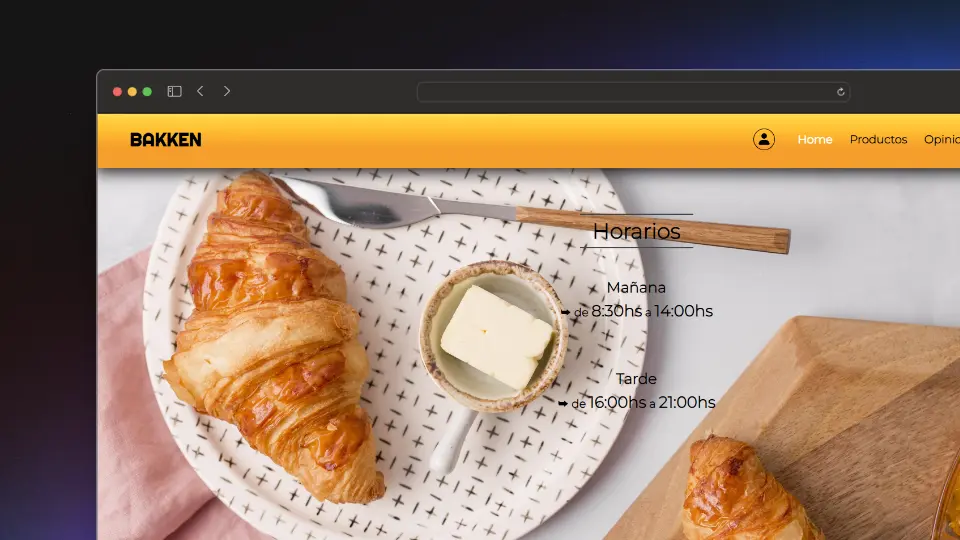 BAKKEN
Home Productos Opinio
Horarios
Mañana
➥ de 8:30hs a 14:00hs
Tarde
➥ de 16:00hs a 21:00hs